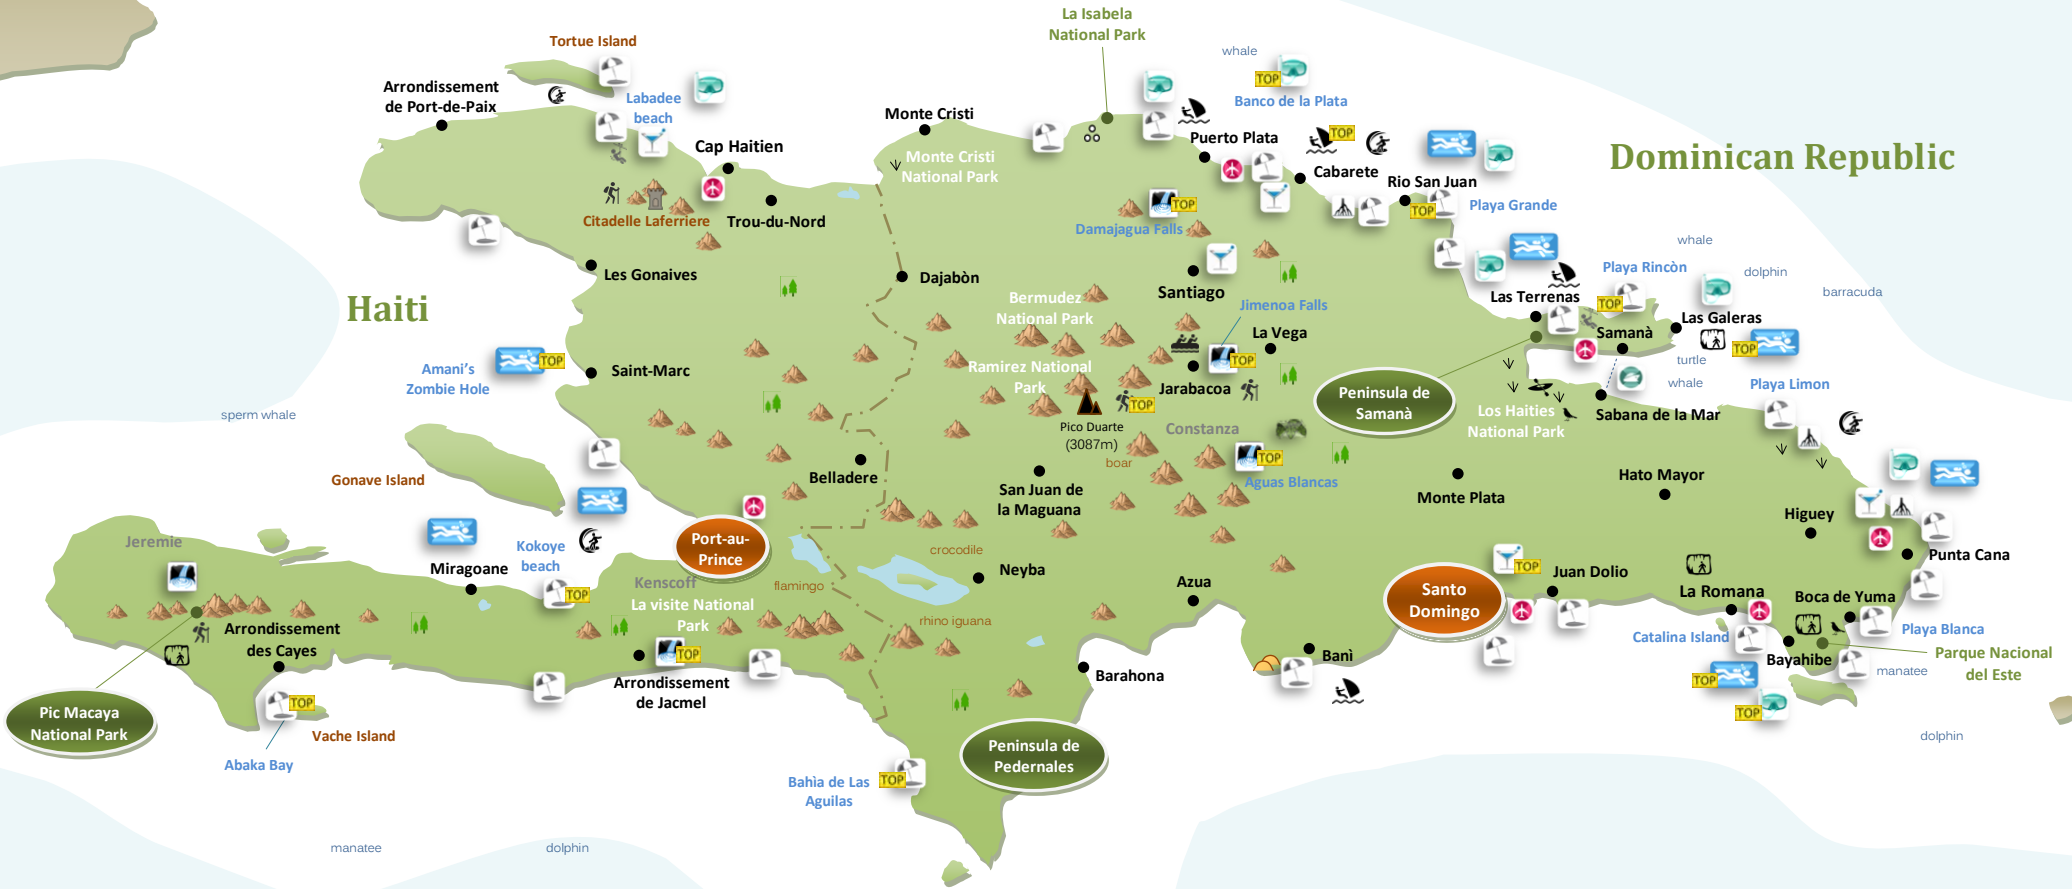 La Isabela
National Park
Tortue Island
whale
Arrondissement
de Port-de-Paix
Labadee
beach
TOP
Banco de la Plata
Monte Cristi
Cap Haitien
Puerto Plata
TOP
Dominican Republic
Monte Cristi
National Park
Cabarete
Rio San Juan
Citadelle Laferriere
Trou-du-Nord
TOP
TOP
Playa Grande
Damajagua Falls
whale
Les Gonaives
Dajabòn
Santiago
Playa Rincòn
dolphin
barracuda
Haiti
Bermudez
National Park
Jimenoa Falls
Las Terrenas
TOP
Las Galeras
La Vega
Samanà
TOP
Amani's
Zombie Hole
TOP
Saint-Marc
Ramirez National
Park
TOP
Jarabacoa
turtle
whale
Playa Limon
Peninsula de
Samanà
TOP
sperm whale
Pico Duarte
(3087m)
Constanza
Los Haities
National Park
Sabana de la Mar
boar
TOP
Aguas Blancas
Gonave Island
Belladere
San Juan de
la Maguana
Monte Plata
Hato Mayor
Higuey
Jeremie
Port-au-
Prince
Kokoye
beach
Miragoane
TOP
crocodile
Neyba
Punta Cana
TOP
Juan Dolio
Kenscoff
flamingo
Azua
Santo
Domingo
La Romana
Boca de Yuma
La visite National
Park
rhino iguana
Arrondissement
des Cayes
TOP
Catalina Island
Playa Blanca
Banì
Bayahibe
Parque Nacional
del Este
manatee
Barahona
TOP
Arrondissement
de Jacmel
TOP
TOP
Pic Macaya
National Park
Vache Island
dolphin
Abaka Bay
Peninsula de
Pedernales
Bahìa de Las
Aguilas
TOP
manatee
dolphin